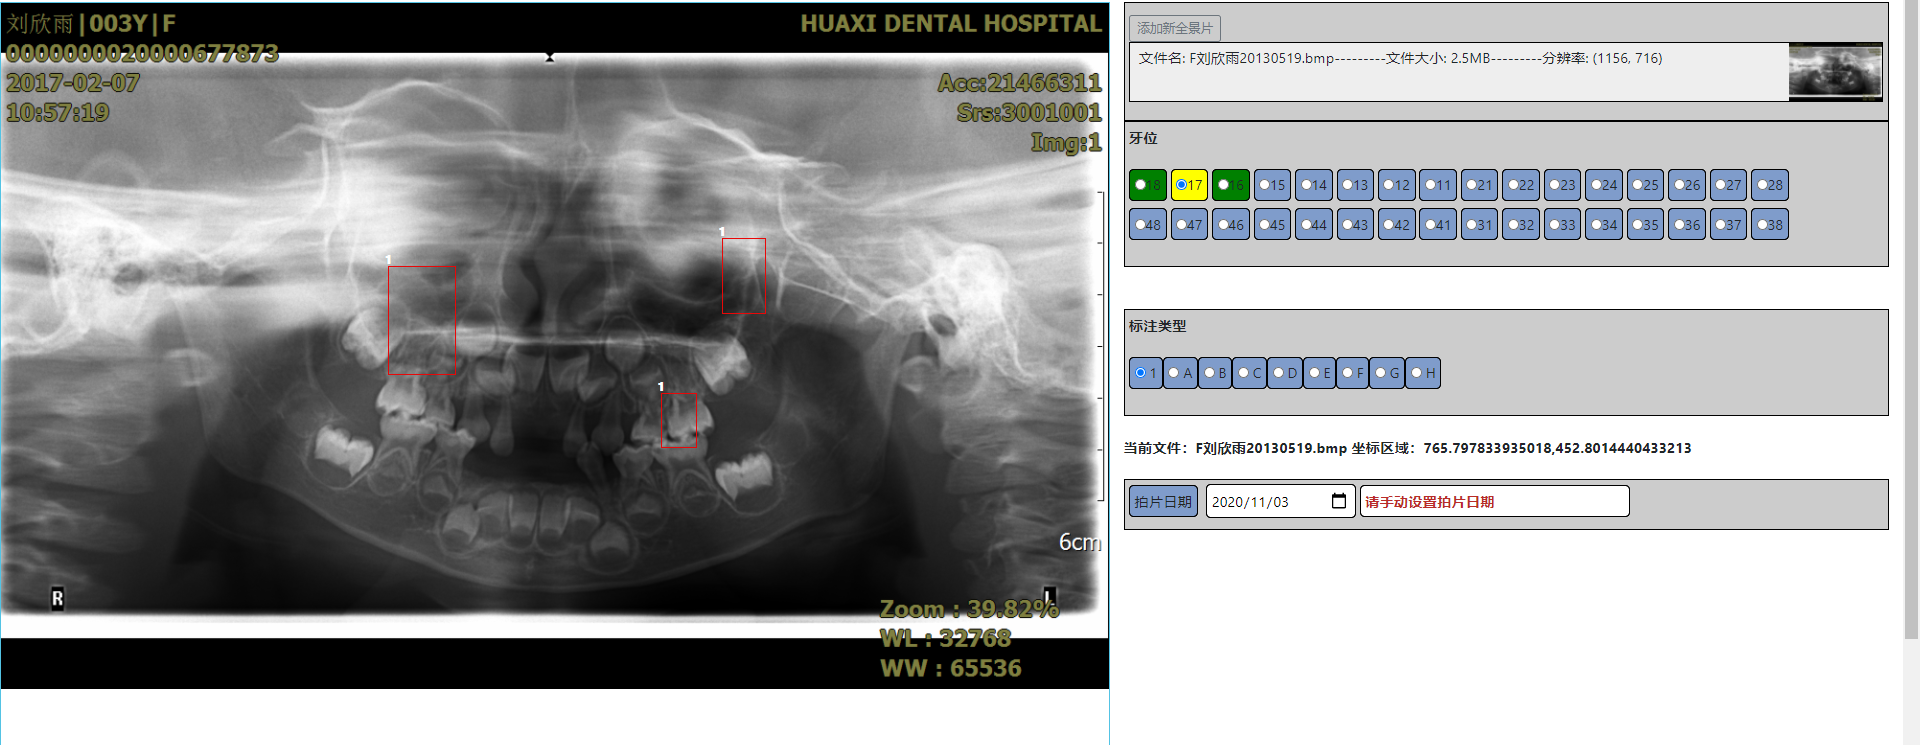 刘欣雨|003Y|F
0000000020000677873
2017-02-07
10:57:19
HUAXI DENTAL HOSPITAL
Acc:21466311
Srs:3001001
Img:1
1
1
1
6cm
R
L
Zoom : 39.82%
WL : 32768
WW : 65536
添加新全景片
文件名: F刘欣雨20130519.bmp---------文件大小: 2.5MB---------分辨率: (1156, 716)
牙位
18 17 16 15 14 13 12 11 21 22 23 24 25 26 27 28
48 47 46 45 44 43 42 41 31 32 33 34 35 36 37 38
标注类型
1 A B C D E F G H
当前文件：F刘欣雨20130519.bmp 坐标区域：765.797833935018,452.8014440433213
拍片日期 2020/11/03 请手动设置拍片日期